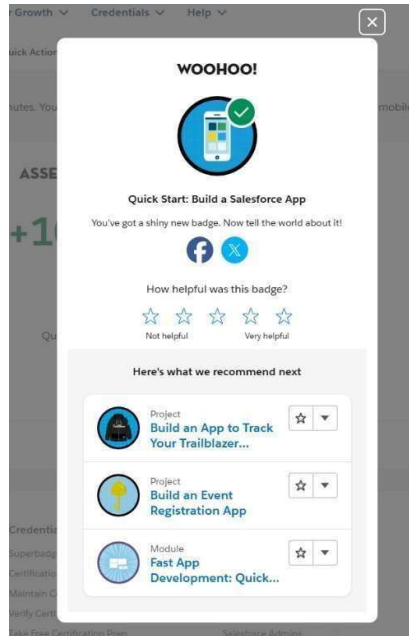 r Growth Credentials Help
uick Action
WOOHOO!
nutes. You
mobile
ASSE
Quick Start: Build a Salesforce App
You've got a shiny new badge. Now tell the world about it!
+10
How helpful was this badge?
Not helpful Very helpful
Qu
Here's what we recommend next
Project
Build an App to Track
Your Trailblazer...
Project
Build an Event
Registration App
Module
Fast App
Development: Quick...
Credentia
Superbadg
Certificatio
Maintain C
Verify Certi
Take Free Certification Prep Salesforce Admins